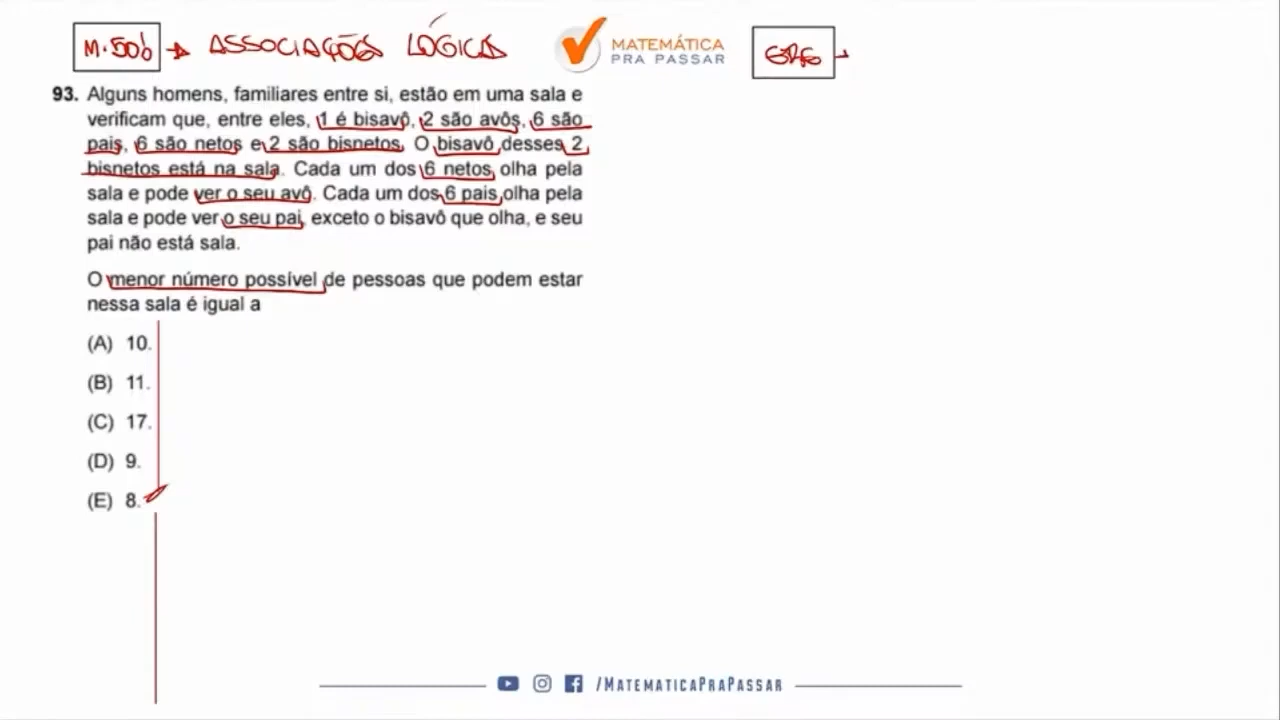 M.50% → ASSOCIAÇÕES LÓGICAS
MATEMÁTICA
PRA PASSAR
93. Alguns homens, familiares entre si, estão em uma sala e
verificam que, entre eles, 1 é bisavô, 2 são avôs, 6 são
pais, 6 são netos e 2 são bisnetos. O bisavô desses 2
bisnetos está na sala. Cada um dos 6 netos olha pela
sala e pode ver o seu avô. Cada um dos 6 pais olha pela
sala e pode ver o seu pai, exceto o bisavô que olha, e seu
pai não está sala.
O menor número possível de pessoas que podem estar
nessa sala é igual a
(A) 10.
(B) 11.
(C) 17.
(D) 9.
(E) 8.
/MATEMATICAPRAPASSAR